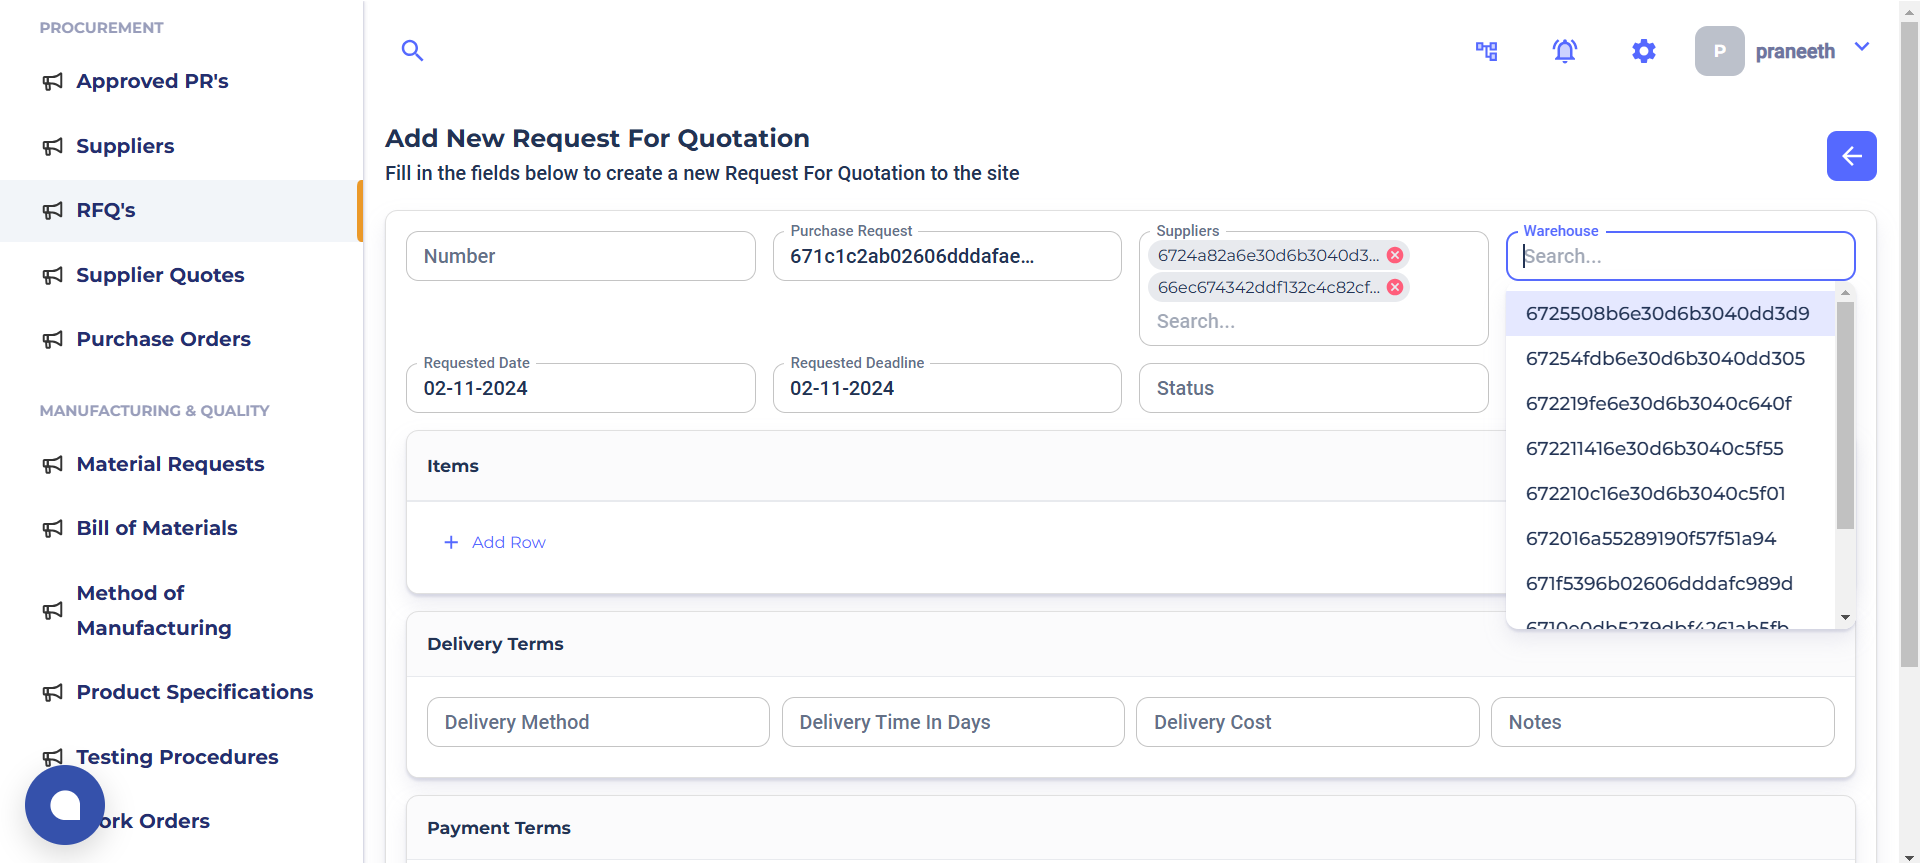 PROCUREMENT
Approved PR's
Suppliers
RFQ's
Supplier Quotes
Purchase Orders
MANUFACTURING & QUALITY
Material Requests
Bill of Materials
Method of
Manufacturing
Product Specifications
Testing Procedures
ork Orders
P praneeth
Add New Request For Quotation
Fill in the fields below to create a new Request For Quotation to the site
Number
Purchase Request
671c1c2ab02606dddafae...
Suppliers
6724a82a6e30d6b3040d3...
66ec674342ddf132c4c82cf...
Search...
Warehouse
Search...
6725508b6e30d6b3040dd3d9
67254fdb6e30d6b3040dd305
672219fe6e30d6b3040c640f
672211416e30d6b3040c5f55
672210c16e30d6b3040c5f01
672016a55289190f57f51a94
671f5396b02606dddafc989d
6710e0db5239dbf4261ab5fb
Requested Date
02-11-2024
Requested Deadline
02-11-2024
Status
Items
+ Add Row
Delivery Terms
Delivery Method
Delivery Time In Days
Delivery Cost
Notes
Payment Terms